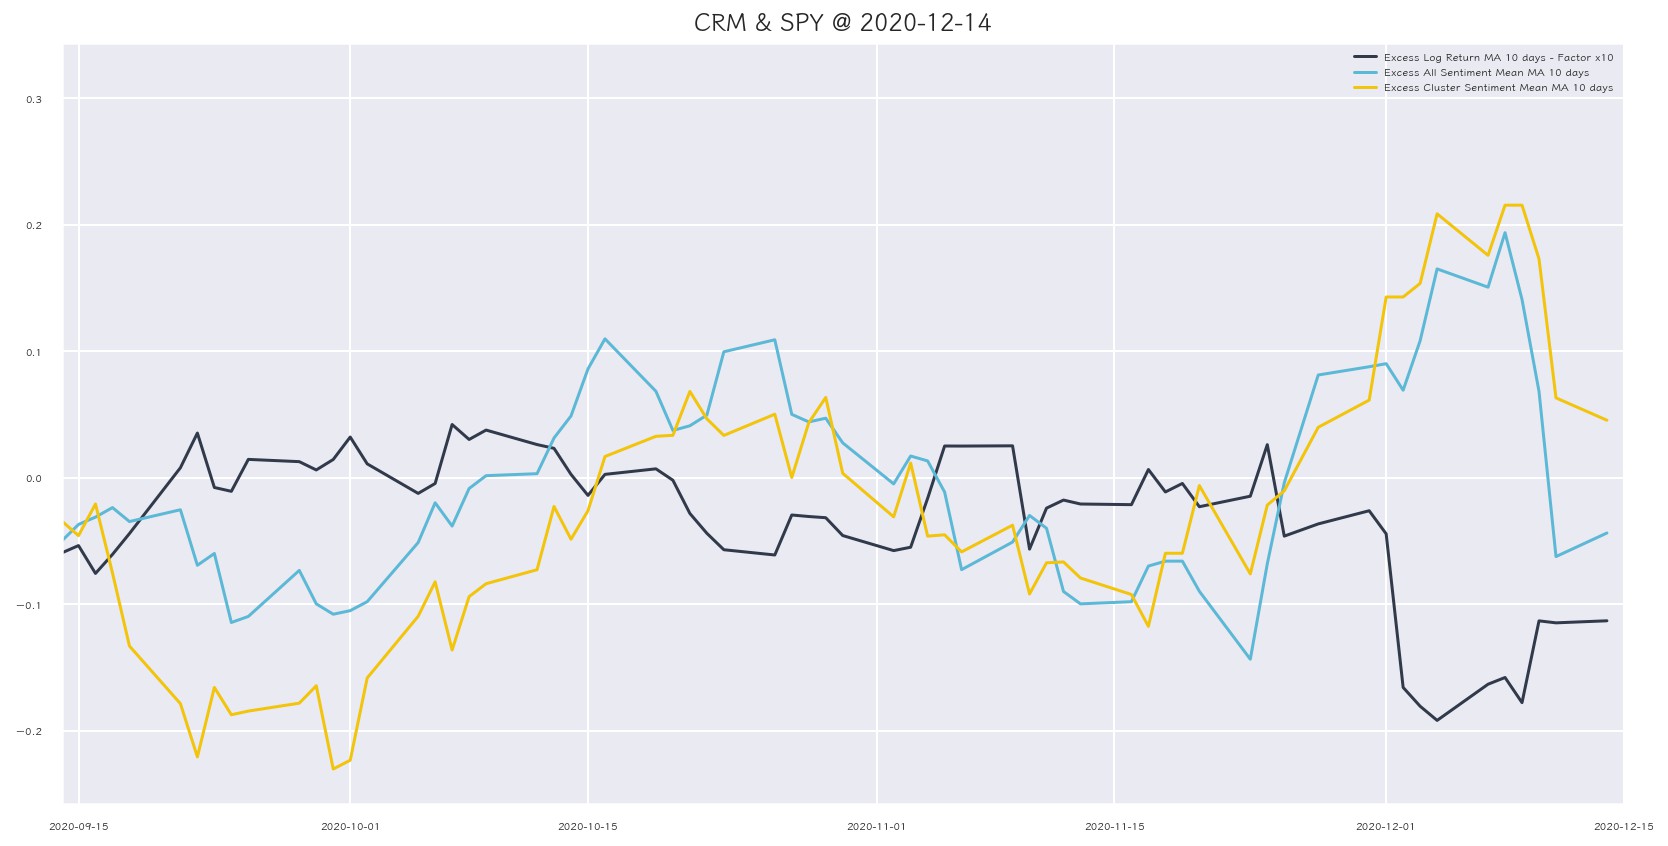 CRM & SPY @ 2020-12-14
Excess Log Return MA 10 days - Factor x10
Excess All Sentiment Mean MA 10 days
Excess Cluster Sentiment Mean MA 10 days
0.3
0.2
0.1
0.0
−0.1
−0.2
2020-09-15 2020-10-01 2020-10-15 2020-11-01 2020-11-15 2020-12-01 2020-12-15